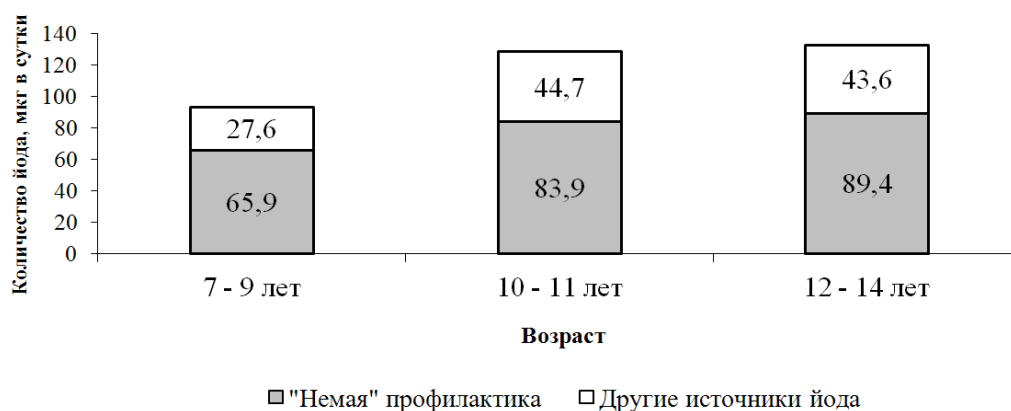 Количество йода, мкг в сутки
140
120
100
80
60
40
20
0
27,6
65,9
44,7
83,9
43,6
89,4
7 - 9 лет
10 - 11 лет
12 - 14 лет
Возраст
"Немая" профилактика
Другие источники йода